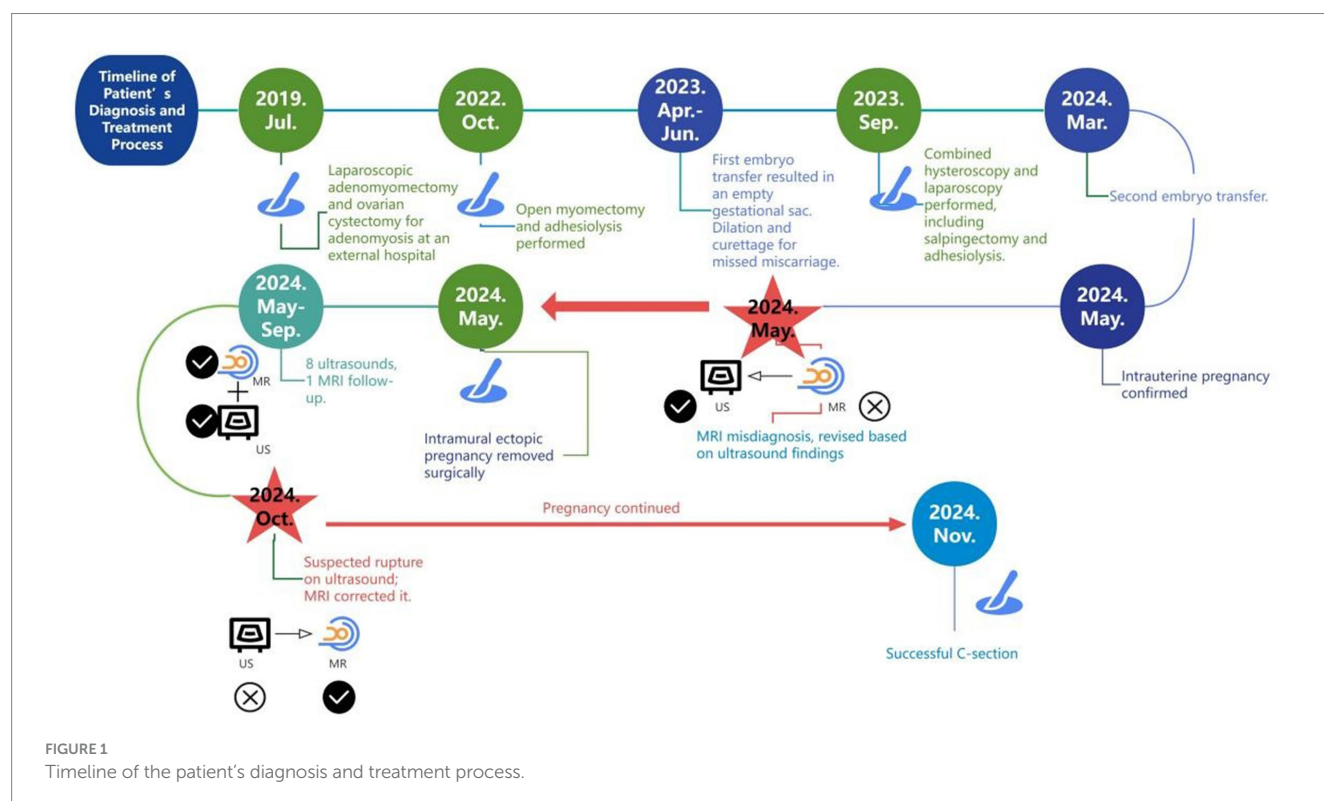 Timeline of
Patient' s
Diagnosis and
Treatment
Process
2019.
Jul.
2022.
Oct.
2023.
Apr.-
Jun.
2023.
Sep.
2024.
Mar.
Laparoscopic
adenomyomectomy
and ovarian
cystectomy for
adenomyosis at an
external hospital
Open myomectomy
and adhesiolysis
performed
First embryo
transfer resulted in
an empty
gestational sac.
Dilation and
curettage for
missed miscarriage.
Combined
hysteroscopy and
laparoscopy
performed,
including
salpingectomy and
adhesiolysis.
Second embryo transfer.
2024.
May.
Intrauterine pregnancy
confirmed
2024.
May.
US
MR
MRI misdiagnosis, revised based
on ultrasound findings
2024.
May.
Intramural ectopic
pregnancy removed
surgically
2024.
May-
Sep.
MR
US
8 ultrasounds,
1 MRI follow-
up.
2024.
Oct.
Suspected rupture
on ultrasound;
MRI corrected it.
US
MR
Pregnancy continued
2024.
Nov.
Successful C-section
FIGURE 1
Timeline of the patient's diagnosis and treatment process.